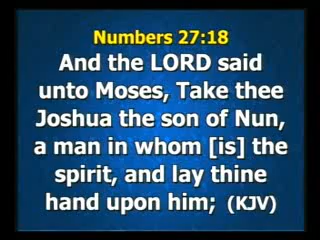 Numbers 27:18
And the LORD said
unto Moses, Take thee
Joshua the son of Nun,
a man in whom [is] the
spirit, and lay thine
hand upon him; (KJV)